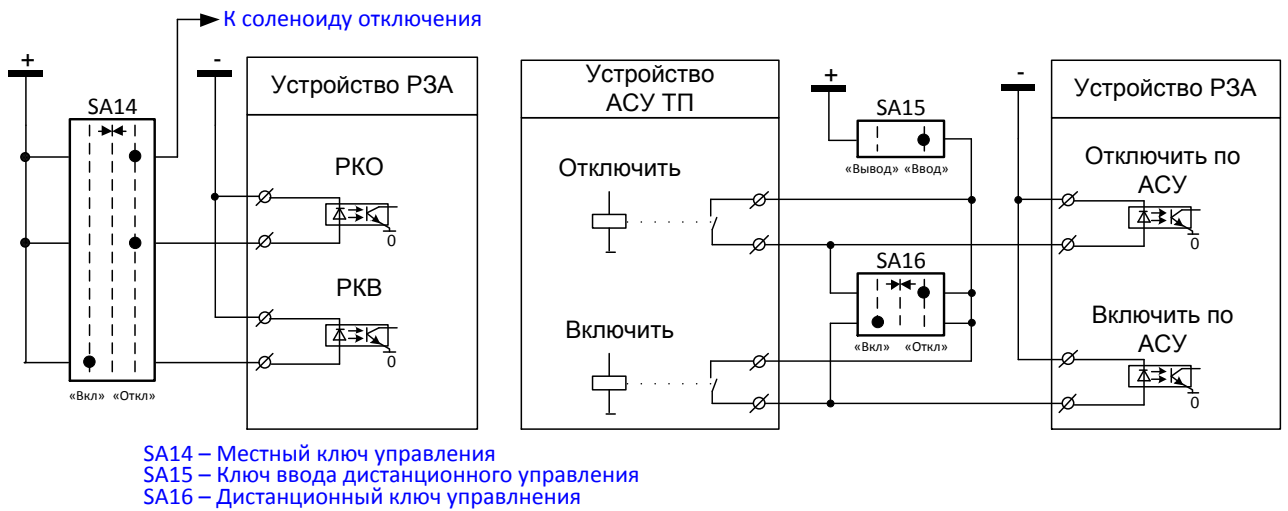 К соленоиду отключения
+
-
SA14
«Вкл» «Откл»
Устройство РЗА
РКО
0
РКВ
0
Устройство
АСУ ТП
Отключить
Включить
+
SA15
«Вывод» «Ввод»
SA16
«Вкл» «Откл»
-
Устройство РЗА
Отключить по
АСУ
0
Включить по
АСУ
0
SA14 – Местный ключ управления
SA15 – Ключ ввода дистанционного управления
SA16 – Дистанционный ключ управлнения